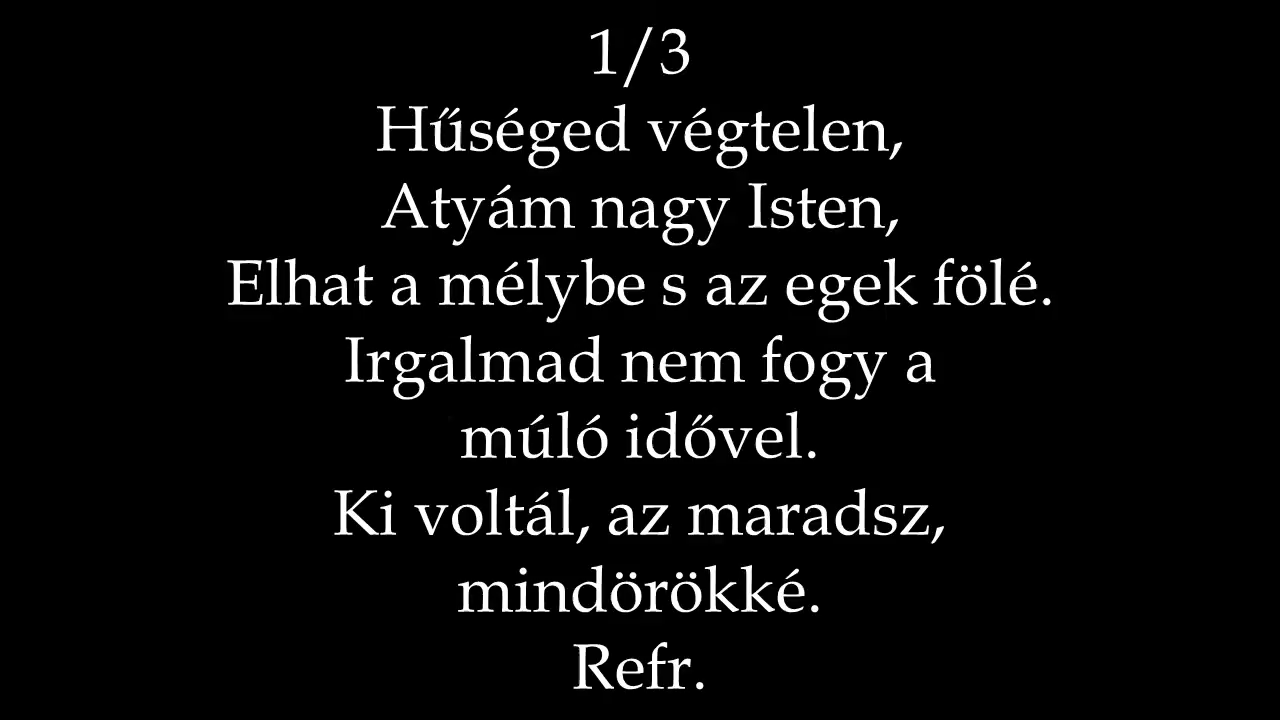 1/3
Hűséged végtelen,
Atyám nagy Isten,
Elhat a mélybe s az egek fölé.
Irgalmad nem fogy a
múló idővel.
Ki voltál, az maradsz,
mindörökké.
Refr.